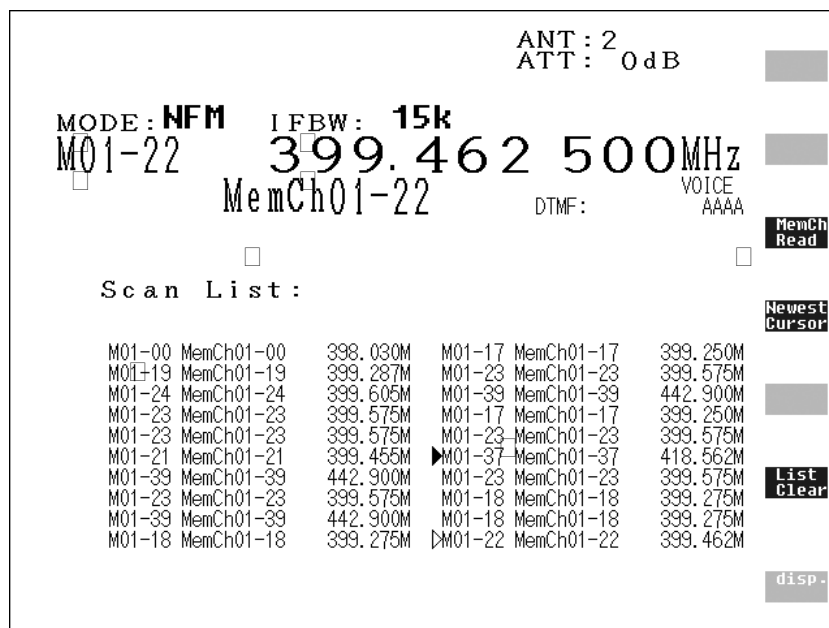 ANT:2
ATT: 0dB
MODE:NFM IFBW: 15k
M01-22 399.462 500MHz
MemCh01-22 DTMF: VOICE
AAAA
MemCh
Read
Scan List:
Newest
Cursor
M01-00 MemCh01-00 398.030M M01-17 MemCh01-17 399.250M
M01-19 MemCh01-19 399.287M M01-23 MemCh01-23 399.575M
M01-24 MemCh01-24 399.605M M01-39 MemCh01-39 442.900M
M01-23 MemCh01-23 399.575M M01-17 MemCh01-17 399.250M
M01-23 MemCh01-23 399.575M M01-23 MemCh01-23 399.575M
M01-21 MemCh01-21 399.455M ▶M01-37 MemCh01-37 418.562M
M01-39 MemCh01-39 442.900M M01-23 MemCh01-23 399.575M
M01-23 MemCh01-23 399.575M M01-18 MemCh01-18 399.275M
M01-39 MemCh01-39 442.900M M01-18 MemCh01-18 399.275M
M01-18 MemCh01-18 399.275M ▷M01-22 MemCh01-22 399.462M
List
Clear
disp.